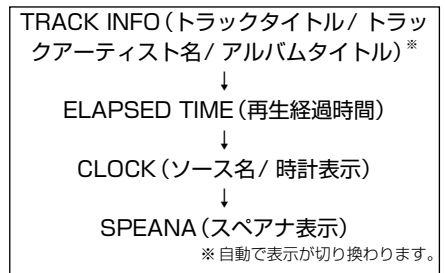 TRACK INFO（トラックタイトル/ トラッ
クアーティスト名/ アルバムタイトル）※
↓
ELAPSED TIME（再生経過時間）
↓
CLOCK（ソース名/ 時計表示）
↓
SPEANA（スペアナ表示）
※自動で表示が切り換わります。